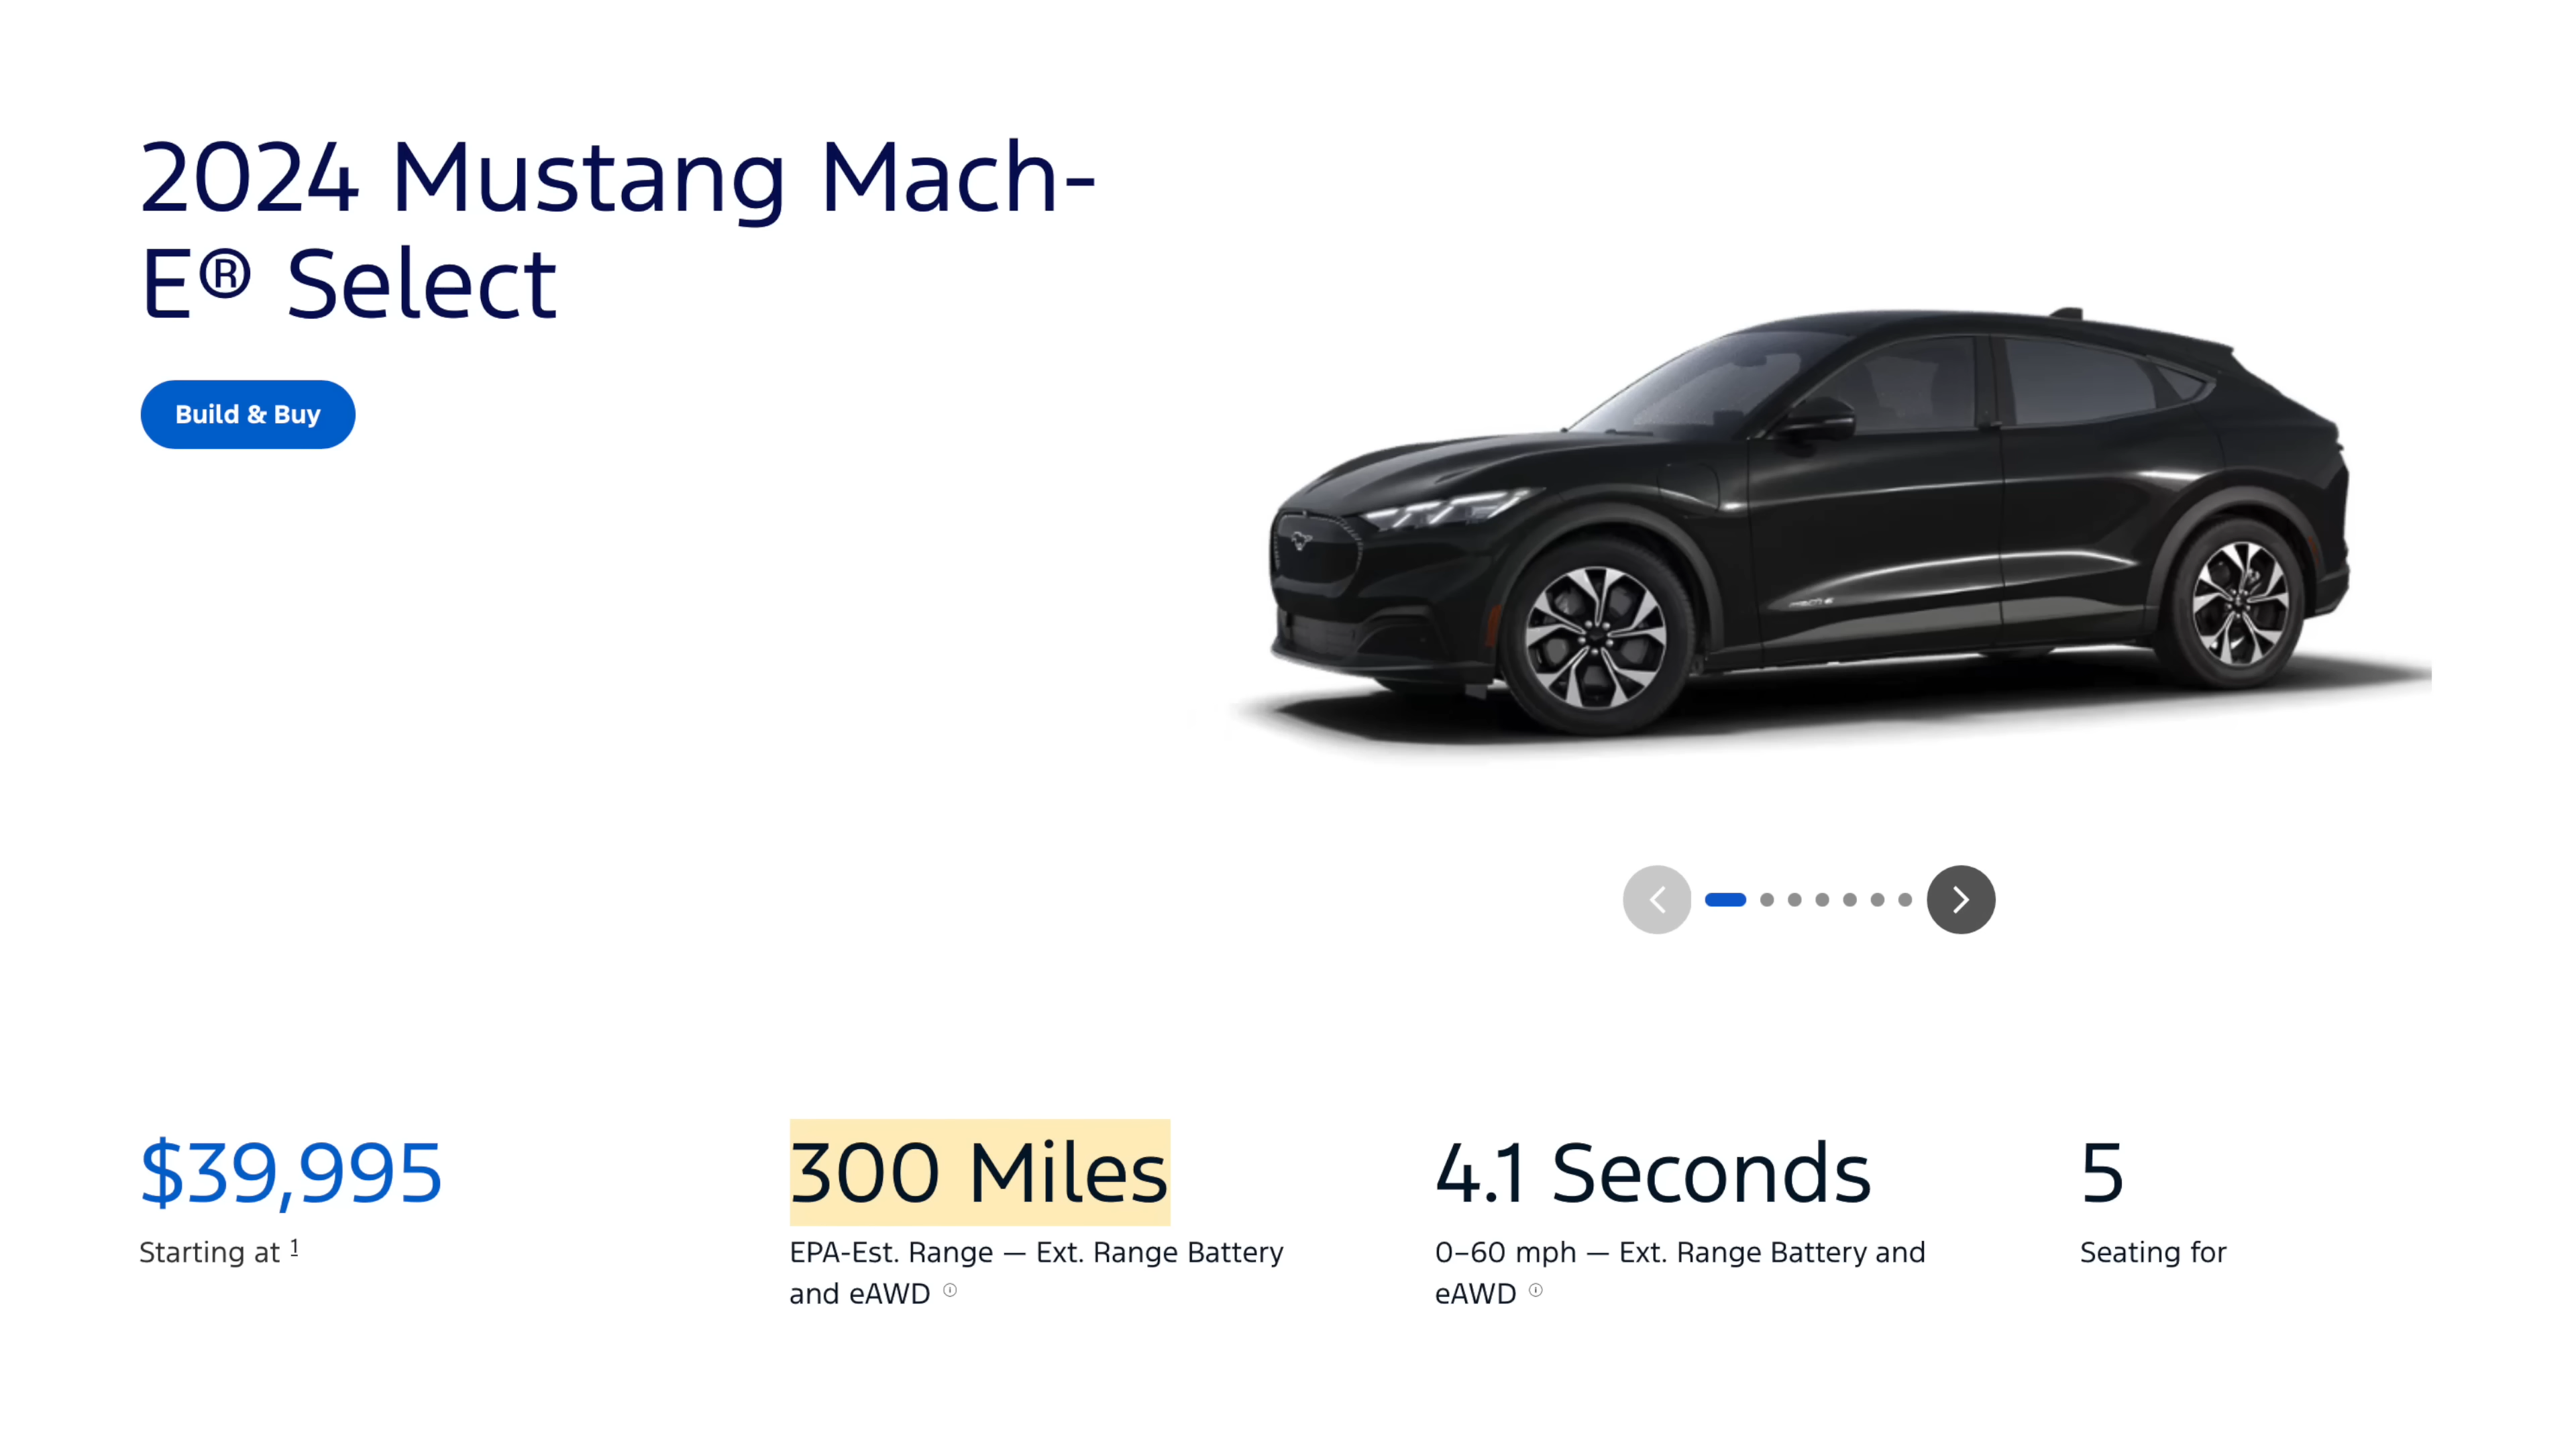 2024 Mustang Mach-
E® Select
Build & Buy
$39,995
Starting at 1
300 Miles
EPA-Est. Range — Ext. Range Battery
and eAWD
4.1 Seconds
0–60 mph — Ext. Range Battery and
eAWD
5
Seating for